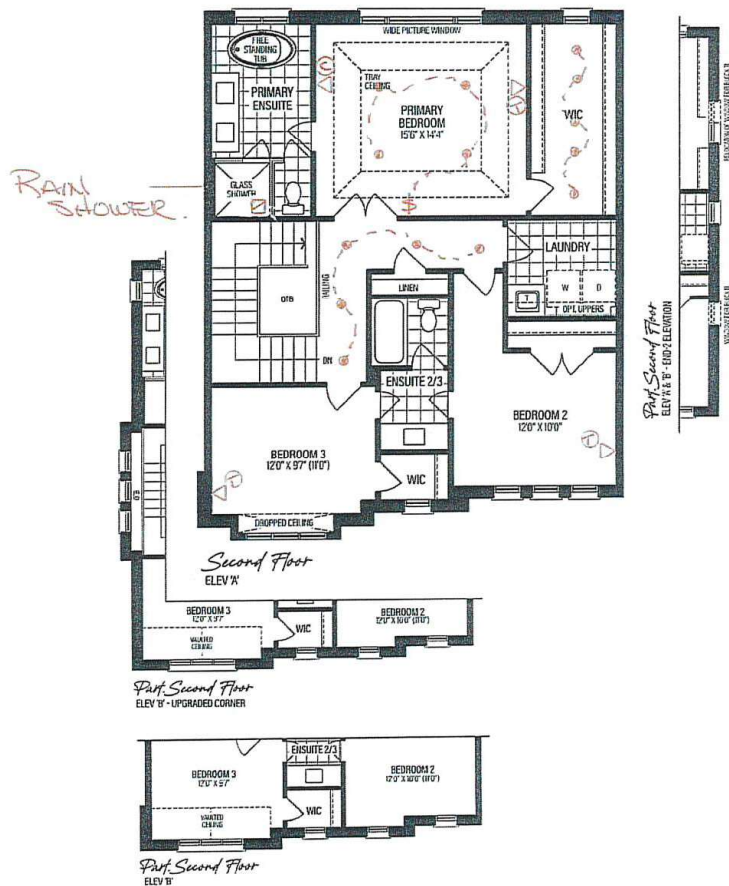 WIDE PICTURE WINDOW
FREE
STANDING
TUB
PRIMARY
ENSUITE
C
TRAY
CEILING
T
PRIMARY
BEDROOM
15'6" X 14'4"
WIC
RAIN
SHOWER.
GLASS
SHOWER
$
LAUNDRY
OTB
RAILING
LINEN
W
D
T
OPT. UPPERS
DN
ENSUITE 2/3
BEDROOM 2
12'0" X 10'0"
T
BEDROOM 3
12'0" X 9'7" (11'0")
T
WIC
DROPPED CEILING
Second Floor
ELEV 'A'
Part. Second Floor
ELEV 'A' & 'B' - END-2 ELEVATION
BEDROOM 3
12'0" X 9'7"
VAULTED
CEILING
WIC
BEDROOM 2
12'0" X 10'0" (11'0")
Part. Second Floor
ELEV 'B' - UPGRADED CORNER
BEDROOM 3
12'0" X 9'7"
VAULTED
CEILING
ENSUITE 2/3
WIC
BEDROOM 2
12'0" X 10'0" (11'0")
Part. Second Floor
ELEV 'B'